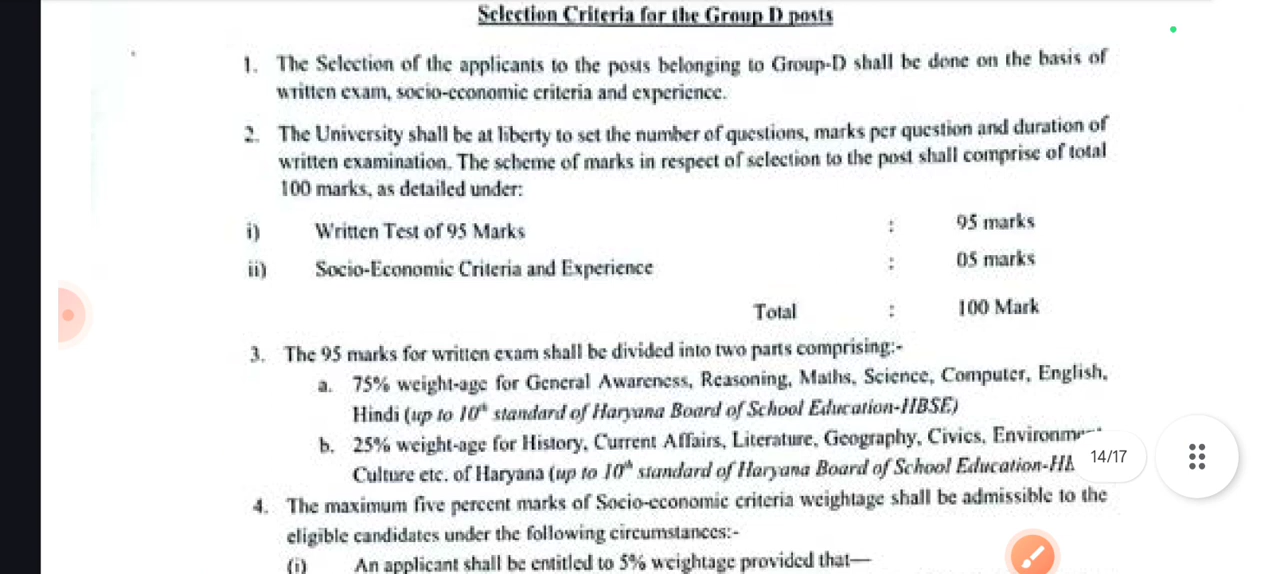 Selection Criteria for the Group D posts
1. The Selection of the applicants to the posts belonging to Group-D shall be done on the basis of
written exam, socio-economic criteria and experience.
2. The University shall be at liberty to set the number of questions, marks per question and duration of
written examination. The scheme of marks in respect of selection to the post shall comprise of total
100 marks, as detailed under:
i) Written Test of 95 Marks : 95 marks
ii) Socio-Economic Criteria and Experience : 05 marks
Total : 100 Mark
3. The 95 marks for written exam shall be divided into two parts comprising:-
a. 75% weight-age for General Awareness, Reasoning, Maths, Science, Computer, English,
Hindi (up to 10th standard of Haryana Board of School Education-HBSE)
b. 25% weight-age for History, Current Affairs, Literature, Geography, Civics,
Culture etc. of Haryana (up to 10th standard of Haryana Board of School
14/17
4. The maximum five percent marks of Socio-economic criteria weightage shall be admissible to the
eligible candidates under the following circumstances:-
(i) An applicant shall be entitled to 5% weightage provided that—